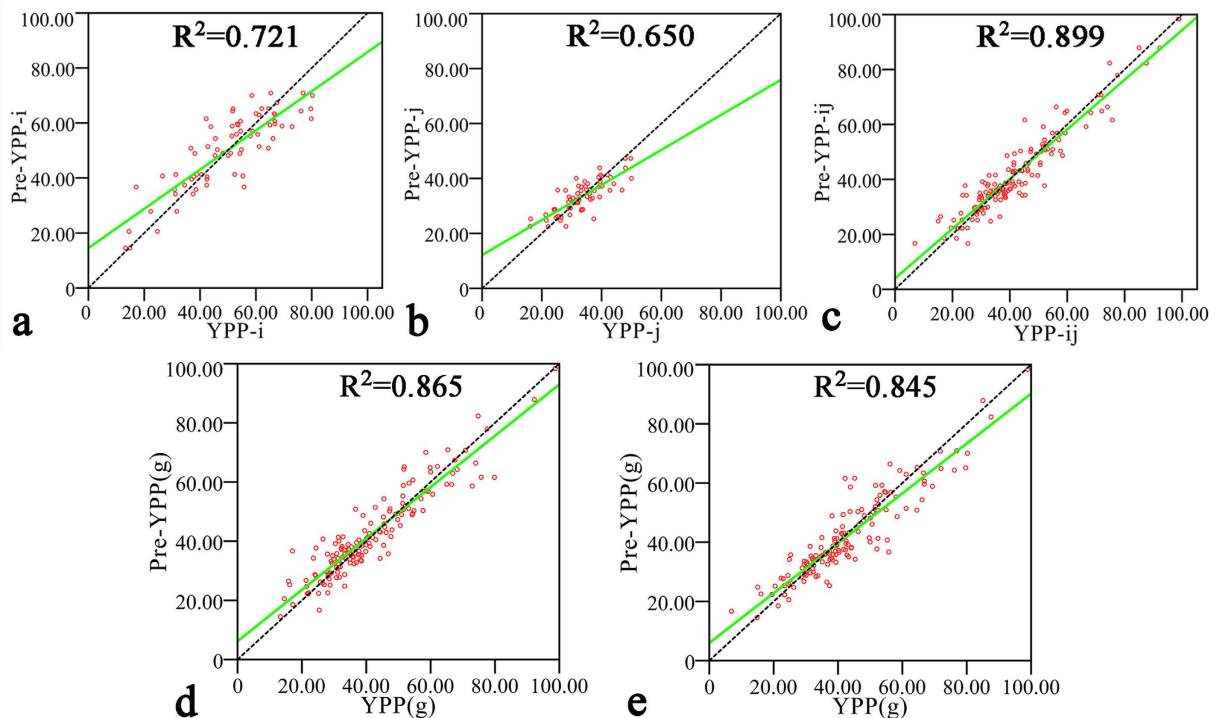 R²=0.721
Pre-YPP-i
100.00
80.00
60.00
40.00
20.00
0
0 20.00 40.00 60.00 80.00 100.00
YPP-i
a
R²=0.650
Pre-YPP-j
100.00
80.00
60.00
40.00
20.00
0
0 20.00 40.00 60.00 80.00 100.00
YPP-j
b
R²=0.899
Pre-YPP-ij
100.00
80.00
60.00
40.00
20.00
0
0 20.00 40.00 60.00 80.00 100.00
YPP-ij
c
R²=0.865
Pre-YPP(g)
100.00
80.00
60.00
40.00
20.00
0
0 20.00 40.00 60.00 80.00 100.00
YPP(g)
d
R²=0.845
Pre-YPP(g)
100.00
80.00
60.00
40.00
20.00
0
0 20.00 40.00 60.00 80.00 100.00
YPP(g)
e